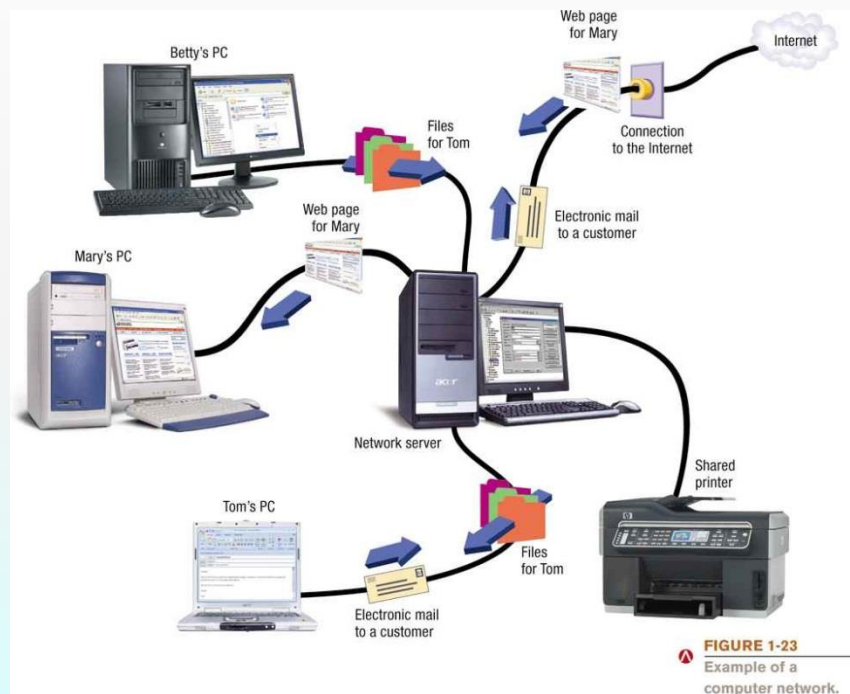 Web page
for Mary
Internet
Betty's PC
Files
for Tom
Connection
to the Internet
Web page
for Mary
Electronic mail
to a customer
Mary's PC
acer
Network server
Shared
printer
Tom's PC
hp
Files
for Tom
Electronic mail
to a customer
FIGURE 1-23
Example of a
computer network.